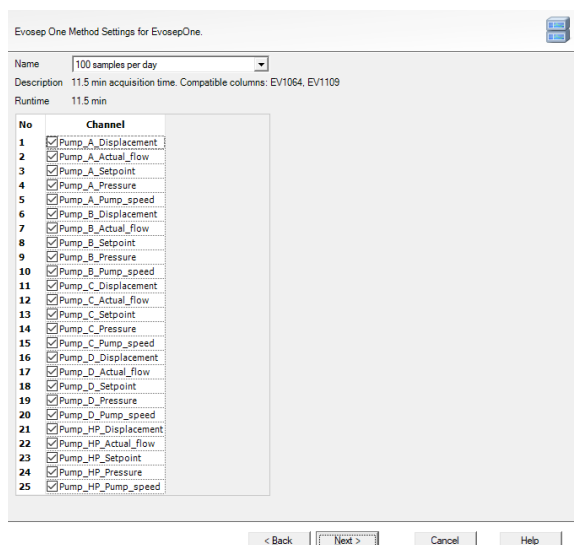 Evosep One Method Settings for EvosepOne.
Name 100 samples per day
Description 11.5 min acquisition time. Compatible columns: EV1064, EV1109
Runtime 11.5 min
No Channel
1 Pump_A_Displacement
2 Pump_A_Actual_flow
3 Pump_A_Setpoint
4 Pump_A_Pressure
5 Pump_A_Pump_speed
6 Pump_B_Displacement
7 Pump_B_Actual_flow
8 Pump_B_Setpoint
9 Pump_B_Pressure
10 Pump_B_Pump_speed
11 Pump_C_Displacement
12 Pump_C_Actual_flow
13 Pump_C_Setpoint
14 Pump_C_Pressure
15 Pump_C_Pump_speed
16 Pump_D_Displacement
17 Pump_D_Actual_flow
18 Pump_D_Setpoint
19 Pump_D_Pressure
20 Pump_D_Pump_speed
21 Pump_HP_Displacement
22 Pump_HP_Actual_flow
23 Pump_HP_Setpoint
24 Pump_HP_Pressure
25 Pump_HP_Pump_speed
< Back Next > Cancel Help